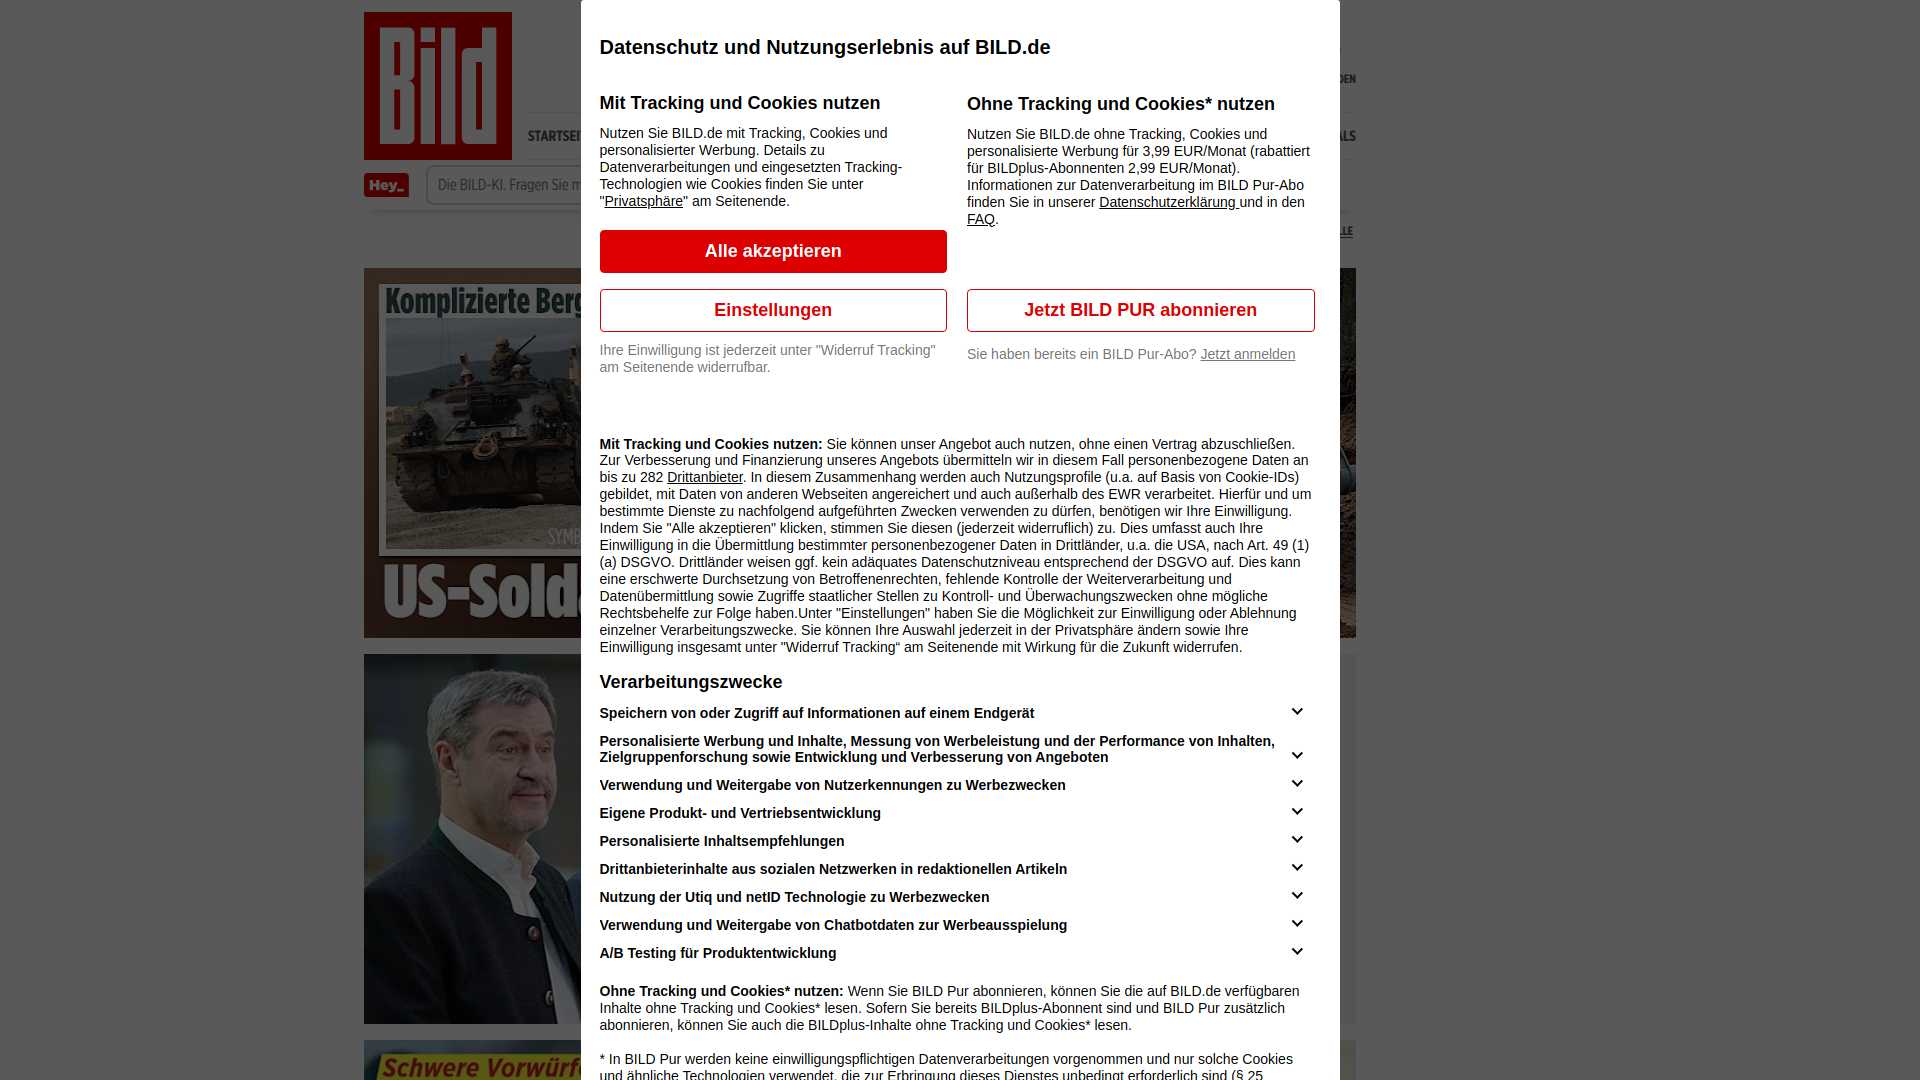 Bild
STARTSEI
Hey_
Die BILD-KI. Fragen Sie m
Komplizierte Berg
SYMB
US-Sold
Schwere Vorwürfe
Datenschutz und Nutzungserlebnis auf BILD.de
Mit Tracking und Cookies nutzen
Nutzen Sie BILD.de mit Tracking, Cookies und
personalisierter Werbung. Details zu
Datenverarbeitungen und eingesetzten Tracking-
Technologien wie Cookies finden Sie unter
"Privatsphäre" am Seitenende.
Alle akzeptieren
Einstellungen
Ihre Einwilligung ist jederzeit unter "Widerruf Tracking"
am Seitenende widerrufbar.
Ohne Tracking und Cookies* nutzen
Nutzen Sie BILD.de ohne Tracking, Cookies und
personalisierte Werbung für 3,99 EUR/Monat (rabattiert
für BILDplus-Abonnenten 2,99 EUR/Monat).
Informationen zur Datenverarbeitung im BILD Pur-Abo
finden Sie in unserer Datenschutzerklärung und in den
FAQ.
Jetzt BILD PUR abonnieren
Sie haben bereits ein BILD Pur-Abo? Jetzt anmelden
Mit Tracking und Cookies nutzen: Sie können unser Angebot auch nutzen, ohne einen Vertrag abzuschließen.
Zur Verbesserung und Finanzierung unseres Angebots übermitteln wir in diesem Fall personenbezogene Daten an
bis zu 282 Drittanbieter. In diesem Zusammenhang werden auch Nutzungsprofile (u.a. auf Basis von Cookie-IDs)
gebildet, mit Daten von anderen Webseiten angereichert und auch außerhalb des EWR verarbeitet. Hierfür und um
bestimmte Dienste zu nachfolgend aufgeführten Zwecken verwenden zu dürfen, benötigen wir Ihre Einwilligung.
Indem Sie "Alle akzeptieren" klicken, stimmen Sie diesen (jederzeit widerruflich) zu. Dies umfasst auch Ihre
Einwilligung in die Übermittlung bestimmter personenbezogener Daten in Drittländer, u.a. die USA, nach Art. 49 (1)
(a) DSGVO. Drittländer weisen ggf. kein adäquates Datenschutzniveau entsprechend der DSGVO auf. Dies kann
eine erschwerte Durchsetzung von Betroffenenrechten, fehlende Kontrolle der Weiterverarbeitung und
Datenübermittlung sowie Zugriffe staatlicher Stellen zu Kontroll- und Überwachungszwecken ohne mögliche
Rechtsbehelfe zur Folge haben.Unter "Einstellungen" haben Sie die Möglichkeit zur Einwilligung oder Ablehnung
einzelner Verarbeitungszwecke. Sie können Ihre Auswahl jederzeit in der Privatsphäre ändern sowie Ihre
Einwilligung insgesamt unter "Widerruf Tracking“ am Seitenende mit Wirkung für die Zukunft widerrufen.
Verarbeitungszwecke
Speichern von oder Zugriff auf Informationen auf einem Endgerät
Personalisierte Werbung und Inhalte, Messung von Werbeleistung und der Performance von Inhalten,
Zielgruppenforschung sowie Entwicklung und Verbesserung von Angeboten
Verwendung und Weitergabe von Nutzerkennungen zu Werbezwecken
Eigene Produkt- und Vertriebsentwicklung
Personalisierte Inhaltsempfehlungen
Drittanbieterinhalte aus sozialen Netzwerken in redaktionellen Artikeln
Nutzung der Utiq und netID Technologie zu Werbezwecken
Verwendung und Weitergabe von Chatbotdaten zur Werbeausspielung
A/B Testing für Produktentwicklung
Ohne Tracking und Cookies* nutzen: Wenn Sie BILD Pur abonnieren, können Sie die auf BILD.de verfügbaren
Inhalte ohne Tracking und Cookies* lesen. Sofern Sie bereits BILDplus-Abonnent sind und BILD Pur zusätzlich
abonnieren, können Sie auch die BILDplus-Inhalte ohne Tracking und Cookies* lesen.
* In BILD Pur werden keine einwilligungspflichtigen Datenverarbeitungen vorgenommen und nur solche Cookies
und ähnliche Technologien verwendet, die zur Erbringung dieses Dienstes unbedingt erforderlich sind (§ 25